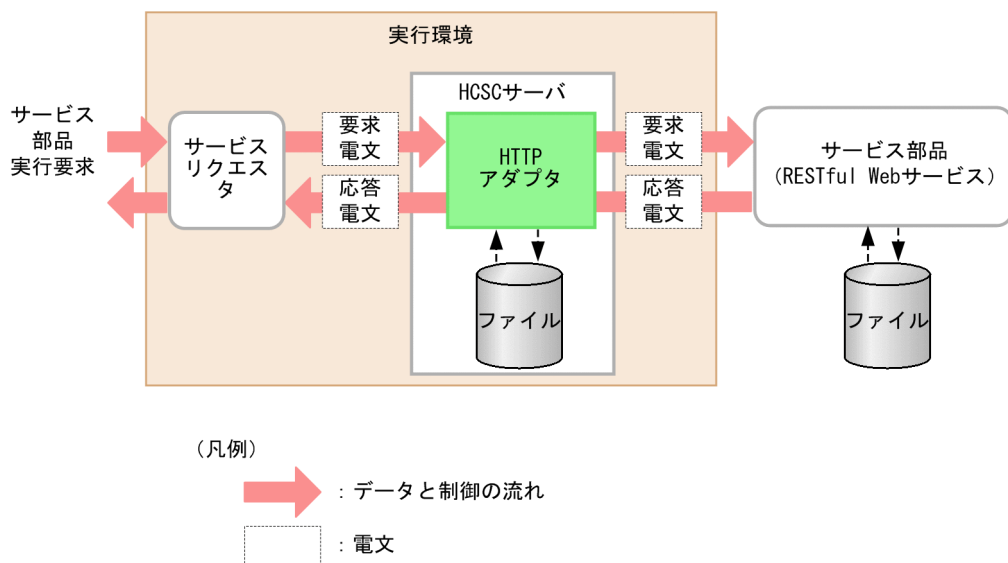 実行環境
HCSCサーバ
サービス
部品
実行要求
サービス
リクエス
タ
要求
電文
応答
電文
HTTP
アダプタ
要求
電文
応答
電文
サービス部品
(RESTful Webサービス)
ファイル
ファイル
(凡例)
：データと制御の流れ
：電文